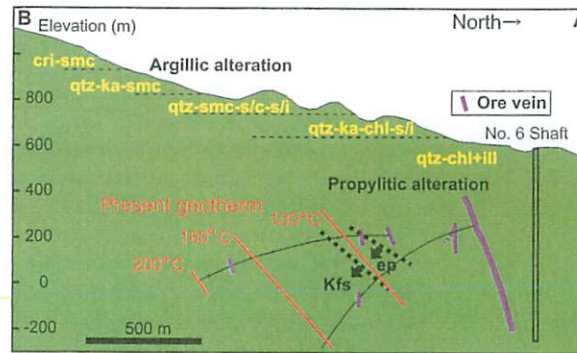 B
Elevation (m)
North→
cri-smc
Argillic alteration
qtz-ka-smc
800
qtz-smc-s/c-s/i
Ore vein
qtz-ka-chl-s/i
No. 6 Shaft
600
qtz-chl+ill
400
Propylitic alteration
Present geotherm
100°C
200
160°C
200°C
ep
Kfs
0
-200
500 m